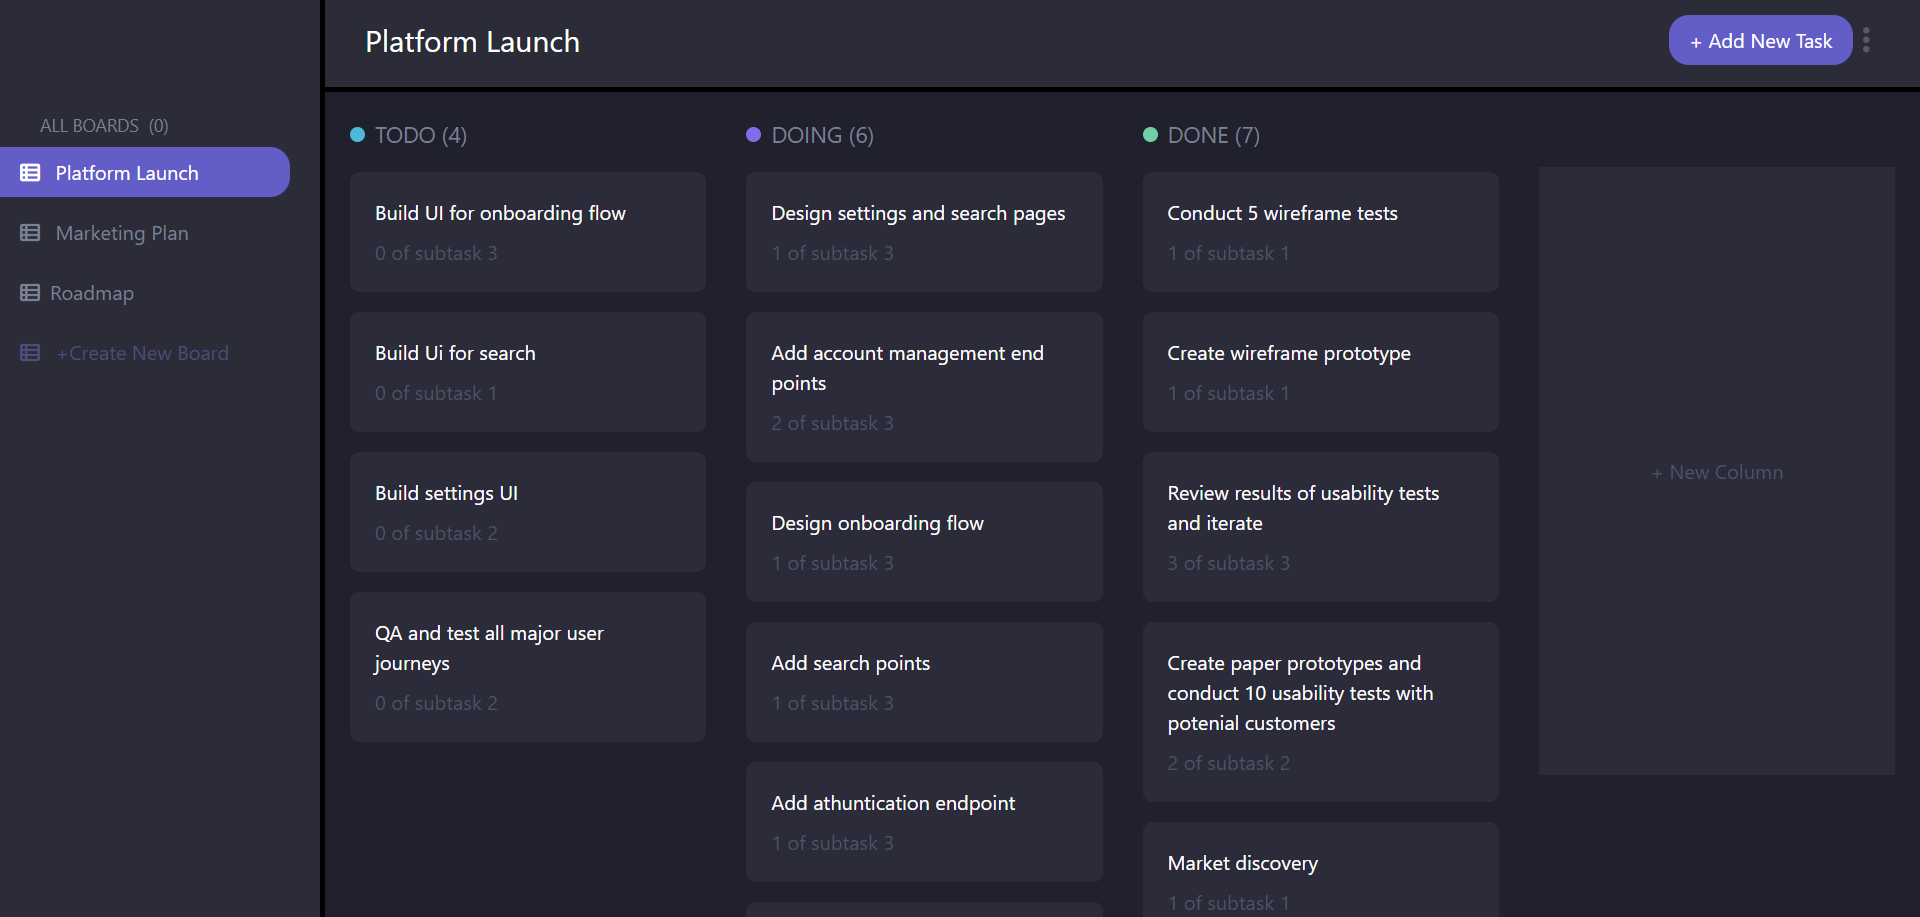 Platform Launch
+ Add New Task
ALL BOARDS (0)
Platform Launch
Marketing Plan
Roadmap
+Create New Board
TODO (4)
Build UI for onboarding flow
0 of subtask 3
Build Ui for search
0 of subtask 1
Build settings UI
0 of subtask 2
QA and test all major user
journeys
0 of subtask 2
DOING (6)
Design settings and search pages
1 of subtask 3
Add account management end
points
2 of subtask 3
Design onboarding flow
1 of subtask 3
Add search points
1 of subtask 3
Add athuntication endpoint
1 of subtask 3
DONE (7)
Conduct 5 wireframe tests
1 of subtask 1
Create wireframe prototype
1 of subtask 1
Review results of usability tests
and iterate
3 of subtask 3
Create paper prototypes and
conduct 10 usability tests with
potenial customers
2 of subtask 2
Market discovery
1 of subtask 1
+ New Column